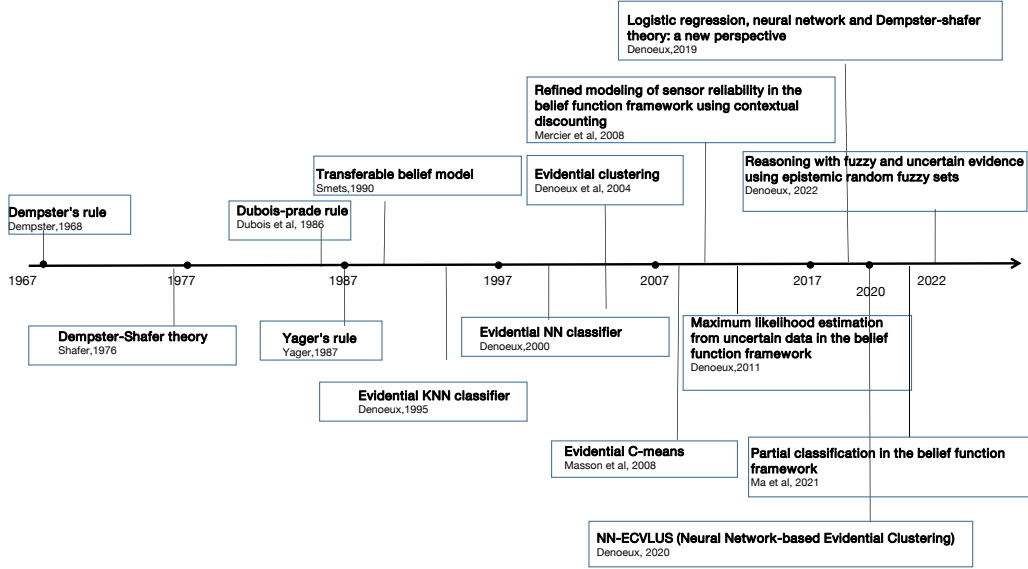 Logistic regression, neural network and Dempster-shafer
theory: a new perspective
Denoeux,2019
Refined modeling of sensor reliability in the
belief function framework using contextual
discounting
Mercier et al, 2008
Transferable belief model
Smets,1990
Evidential clustering
Denoeux et al, 2004
Reasoning with fuzzy and uncertain evidence
using epistemic random fuzzy sets
Denoeux, 2022
Dempster's rule
Dempster,1968
Dubois-prade rule
Dubois et al, 1986
1967
1977
1987
1997
2007
2017
2020
2022
Dempster-Shafer theory
Shafer,1976
Yager's rule
Yager,1987
Evidential NN classifier
Denoeux,2000
Maximum likelihood estimation
from uncertain data in the belief
function framework
Denoeux,2011
Evidential KNN classifier
Denoeux,1995
Evidential C-means
Masson et al, 2008
Partial classification in the belief function
framework
Ma et al, 2021
NN-ECVLUS (Neural Network-based Evidential Clustering)
Denoeux, 2020